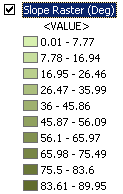 Slope Raster (Deg)
<VALUE>
0.01 - 7.77
7.78 - 16.94
16.95 - 26.46
26.47 - 35.99
36 - 45.86
45.87 - 56.09
56.1 - 65.97
65.98 - 75.49
75.5 - 83.6
83.61 - 89.95